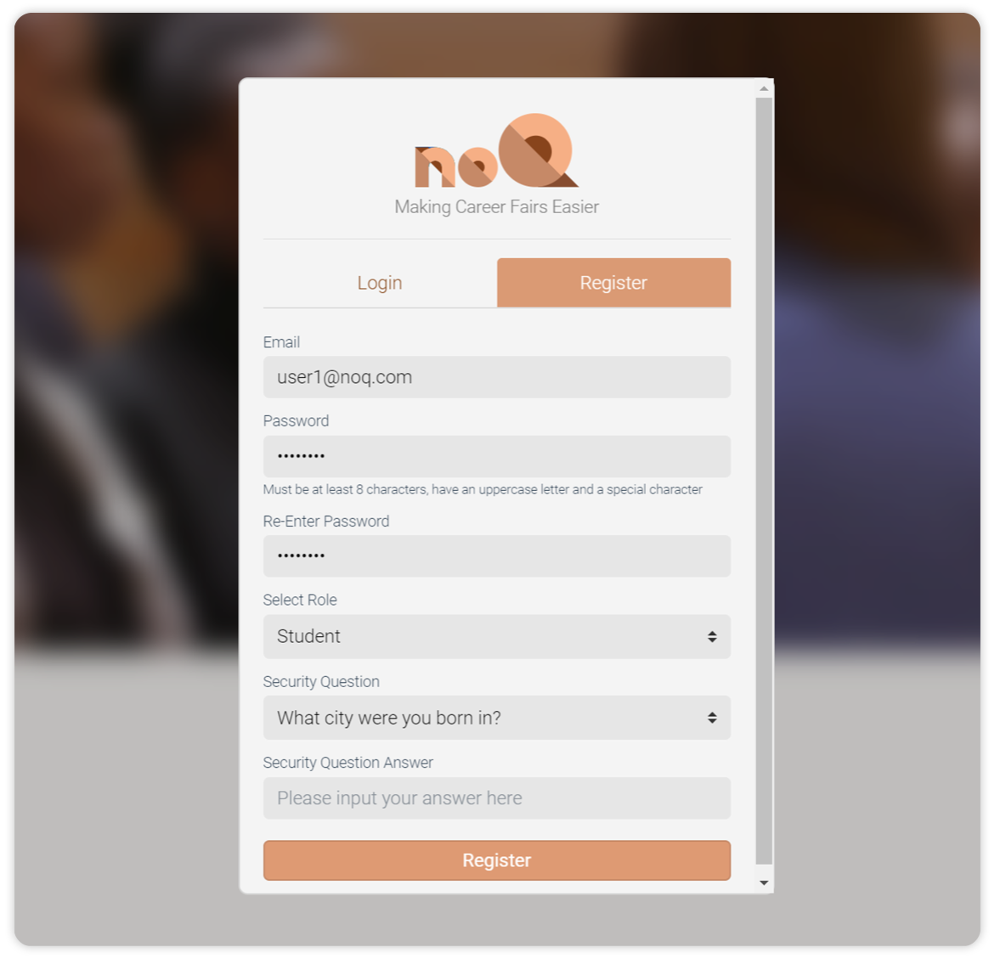 noQ
Making Career Fairs Easier
Login
Register
Email
user1@noq.com
Password
••••••••
Must be at least 8 characters, have an uppercase letter and a special character
Re-Enter Password
••••••••
Select Role
Student
Security Question
What city were you born in?
Security Question Answer
Please input your answer here
Register